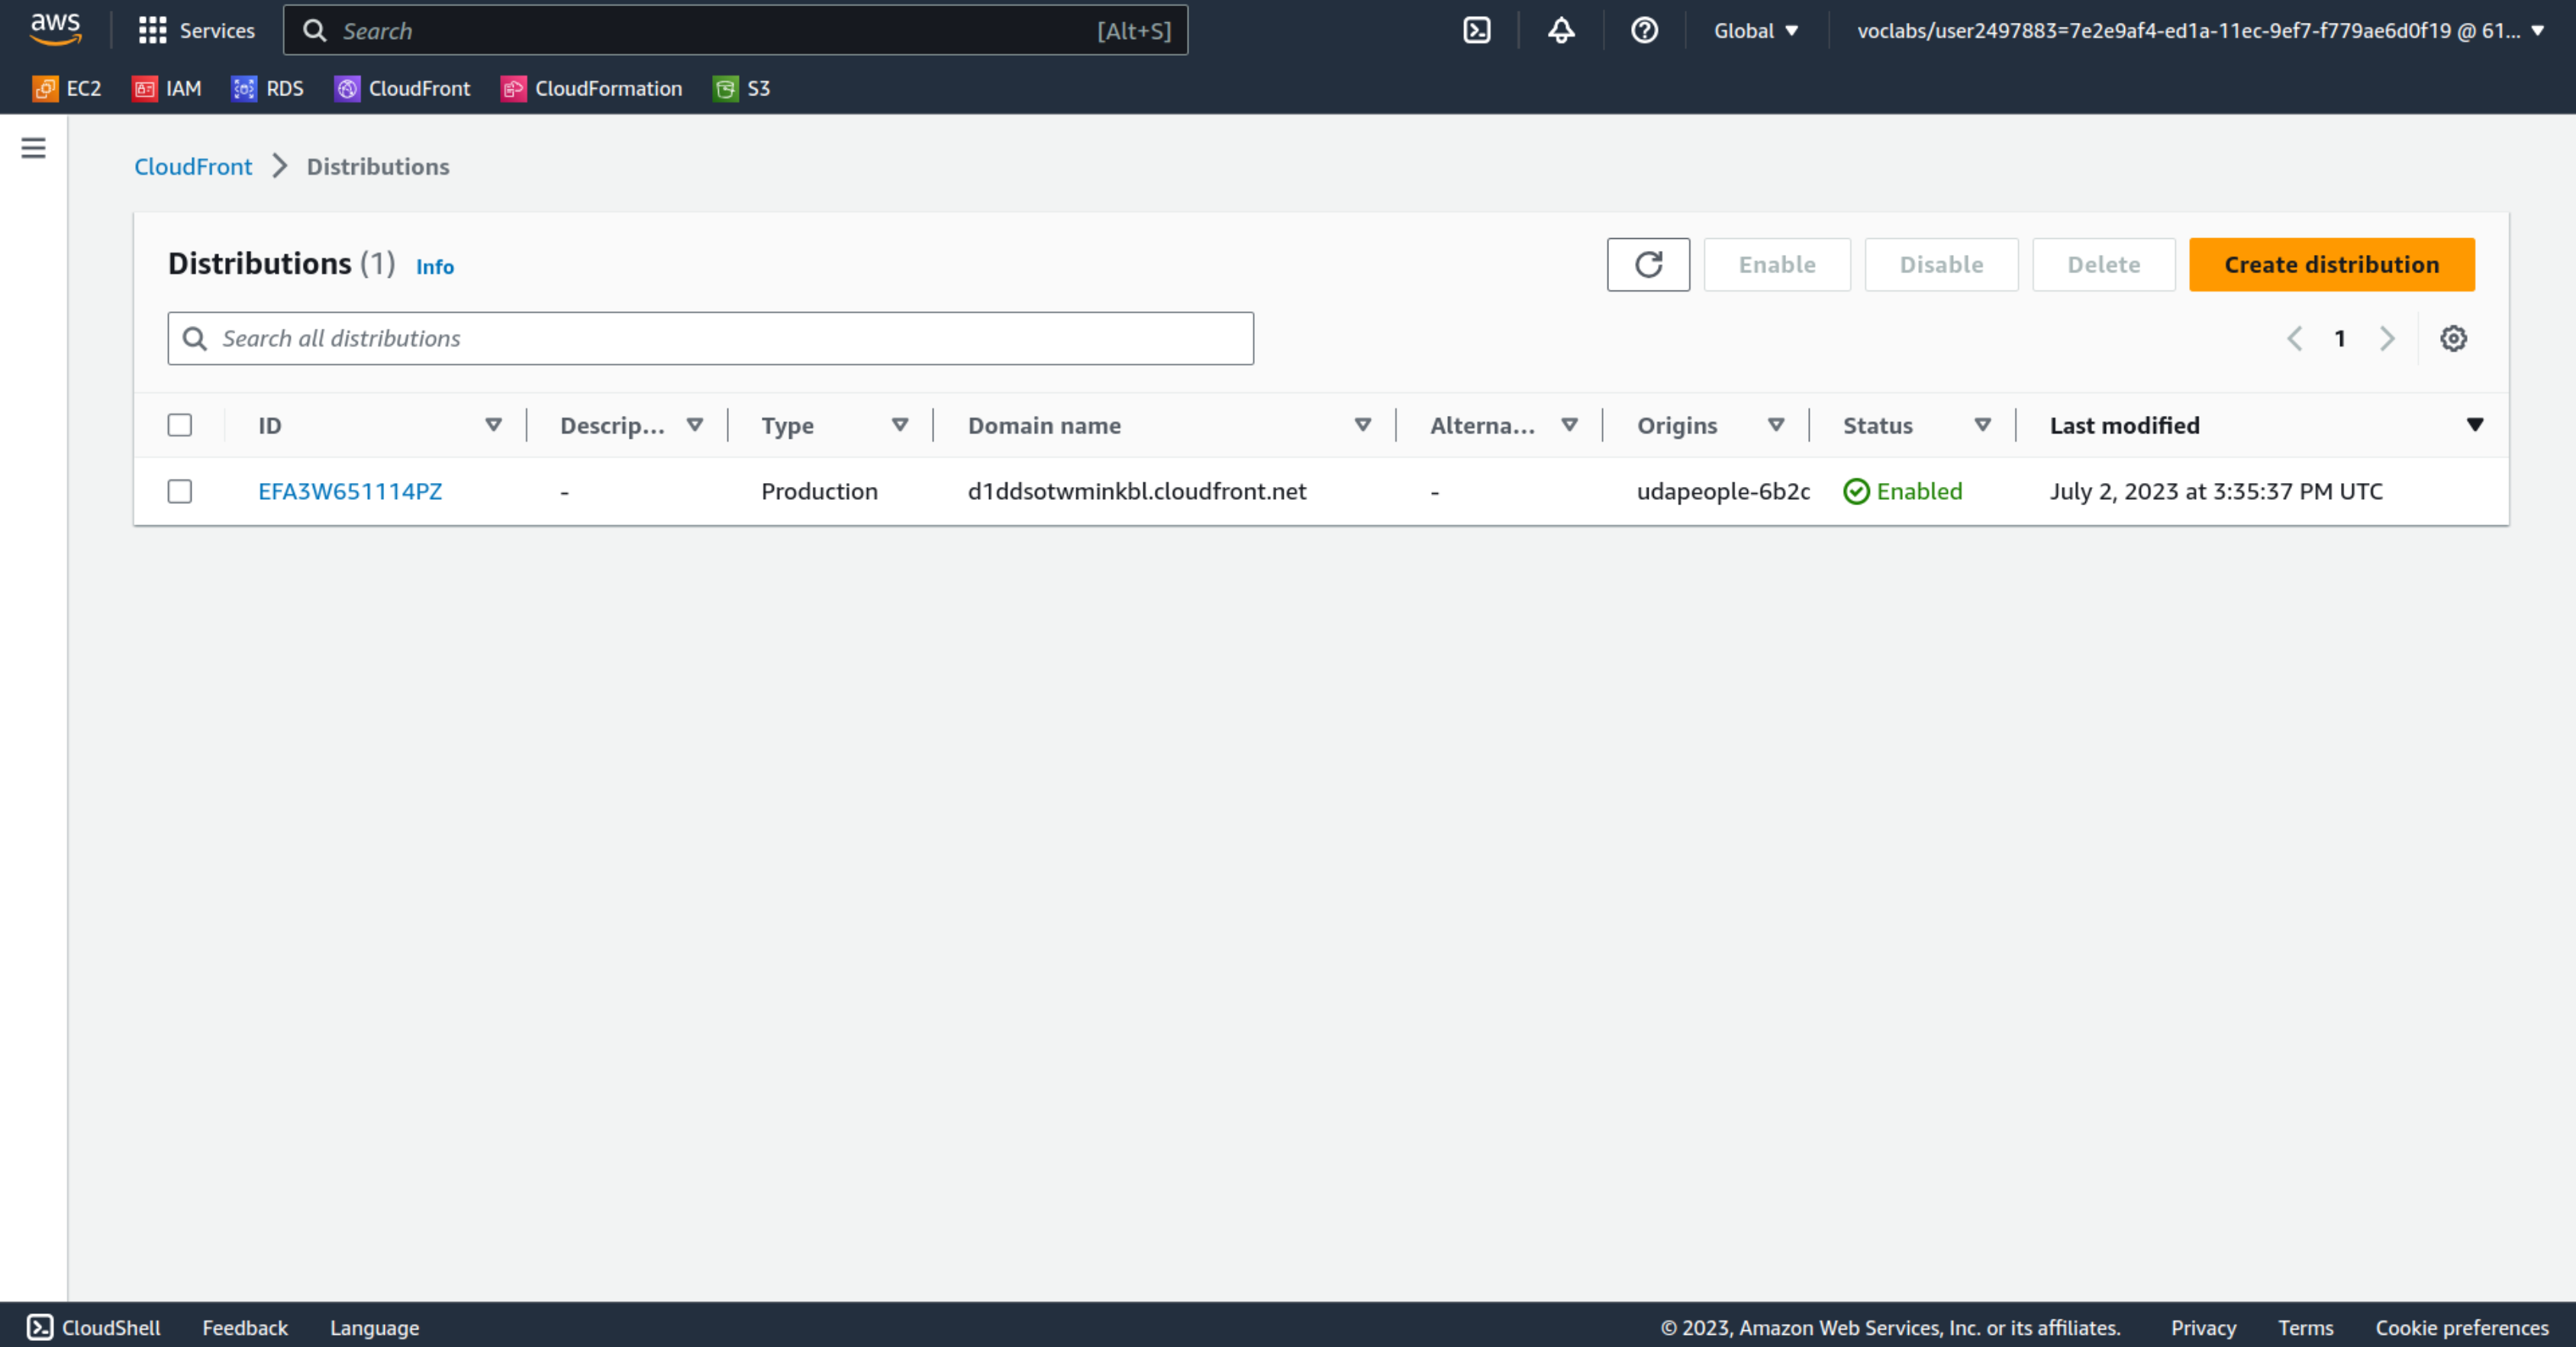 aws Services Search [Alt+S] Global voclabs/user2497883=7e2e9af4-ed1a-11ec-9ef7-f779ae6d0f19 @ 61...
EC2 IAM RDS CloudFront CloudFormation S3
CloudFront Distributions
Distributions (1) Info Enable Disable Delete Create distribution
Search all distributions 1
ID Descrip... Type Domain name Alterna... Origins Status Last modified
EFA3W651114PZ - Production d1ddsotwminkbl.cloudfront.net - udapeople-6b2c Enabled July 2, 2023 at 3:35:37 PM UTC
CloudShell Feedback Language © 2023, Amazon Web Services, Inc. or its affiliates. Privacy Terms Cookie preferences